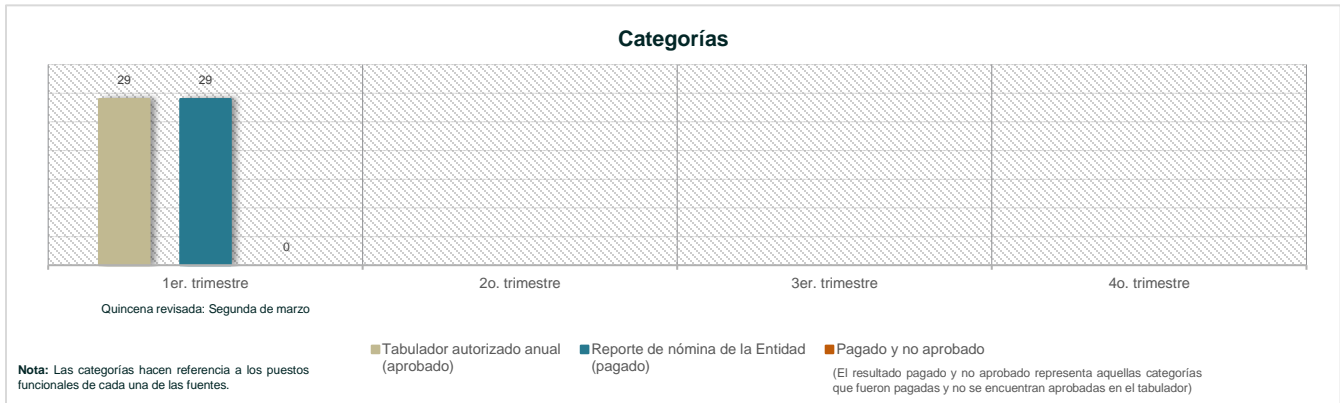 Categorías
29
29
0
1er. trimestre
2o. trimestre
3er. trimestre
4o. trimestre
Quincena revisada: Segunda de marzo
Tabulador autorizado anual
(aprobado)
Reporte de nómina de la Entidad
(pagado)
Pagado y no aprobado
(El resultado pagado y no aprobado representa aquellas categorías
que fueron pagadas y no se encuentran aprobadas en el tabulador)
Nota: Las categorías hacen referencia a los puestos
funcionales de cada una de las fuentes.